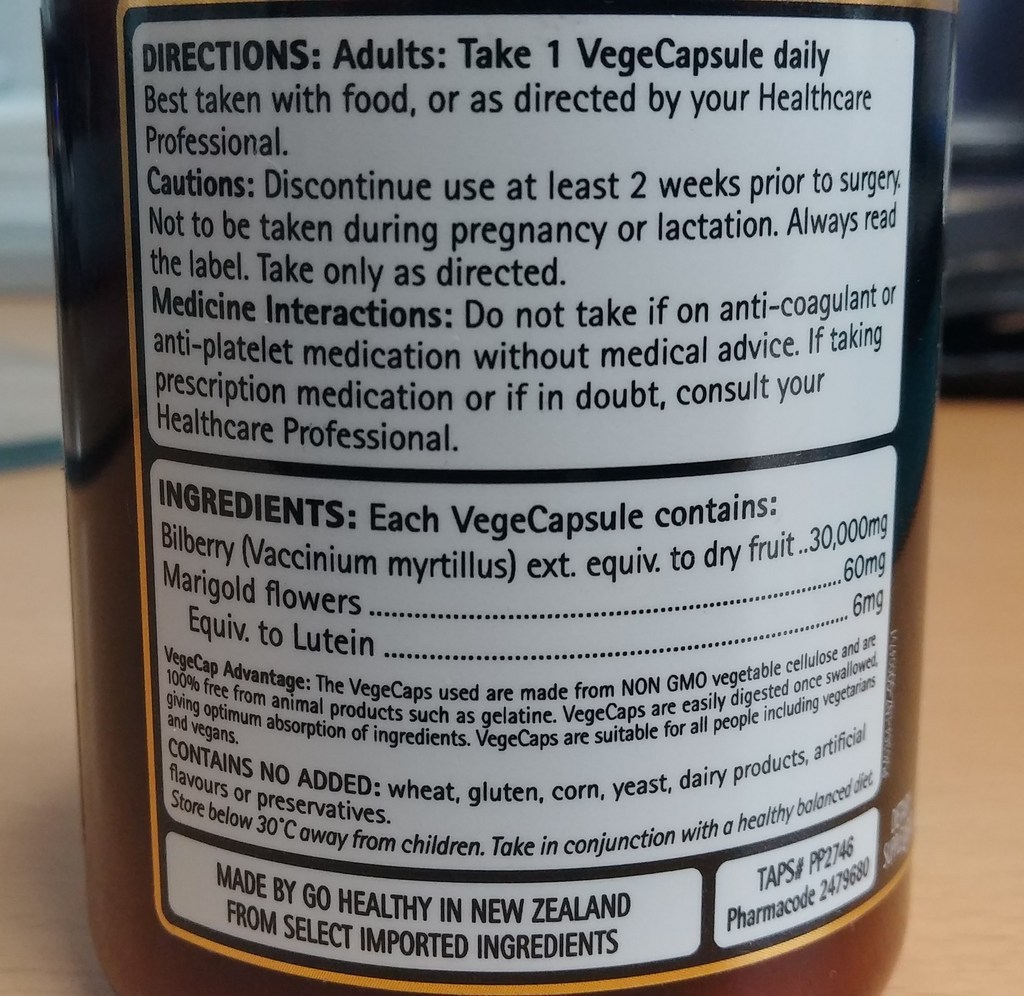 DIRECTIONS: Adults: Take 1 VegeCapsule daily
Best taken with food, or as directed by your Healthcare
Professional.
Cautions: Discontinue use at least 2 weeks prior to surgery.
Not to be taken during pregnancy or lactation. Always read
the label. Take only as directed.
Medicine Interactions: Do not take if on anti-coagulant or
anti-platelet medication without medical advice. If taking
prescription medication or if in doubt, consult your
Healthcare Professional.
INGREDIENTS: Each VegeCapsule contains:
Bilberry (Vaccinium myrtillus) ext. equiv. to dry fruit ..30,000mg
Marigold flowers ........................................................ 60mg
Equiv. to Lutein ........................................................ 6mg
VegeCap Advantage: The VegeCaps used are made from NON GMO vegetable cellulose and are
100% free from animal products such as gelatine. VegeCaps are easily digested once swallowed,
giving optimum absorption of ingredients. VegeCaps are suitable for all people including vegetarians
and vegans.
CONTAINS NO ADDED: wheat, gluten, corn, yeast, dairy products, artificial
flavours or preservatives.
Store below 30°C away from children. Take in conjunction with a healthy balanced diet.
MADE BY GO HEALTHY IN NEW ZEALAND
FROM SELECT IMPORTED INGREDIENTS
TAPS# PP2746
Pharmacode 2479680